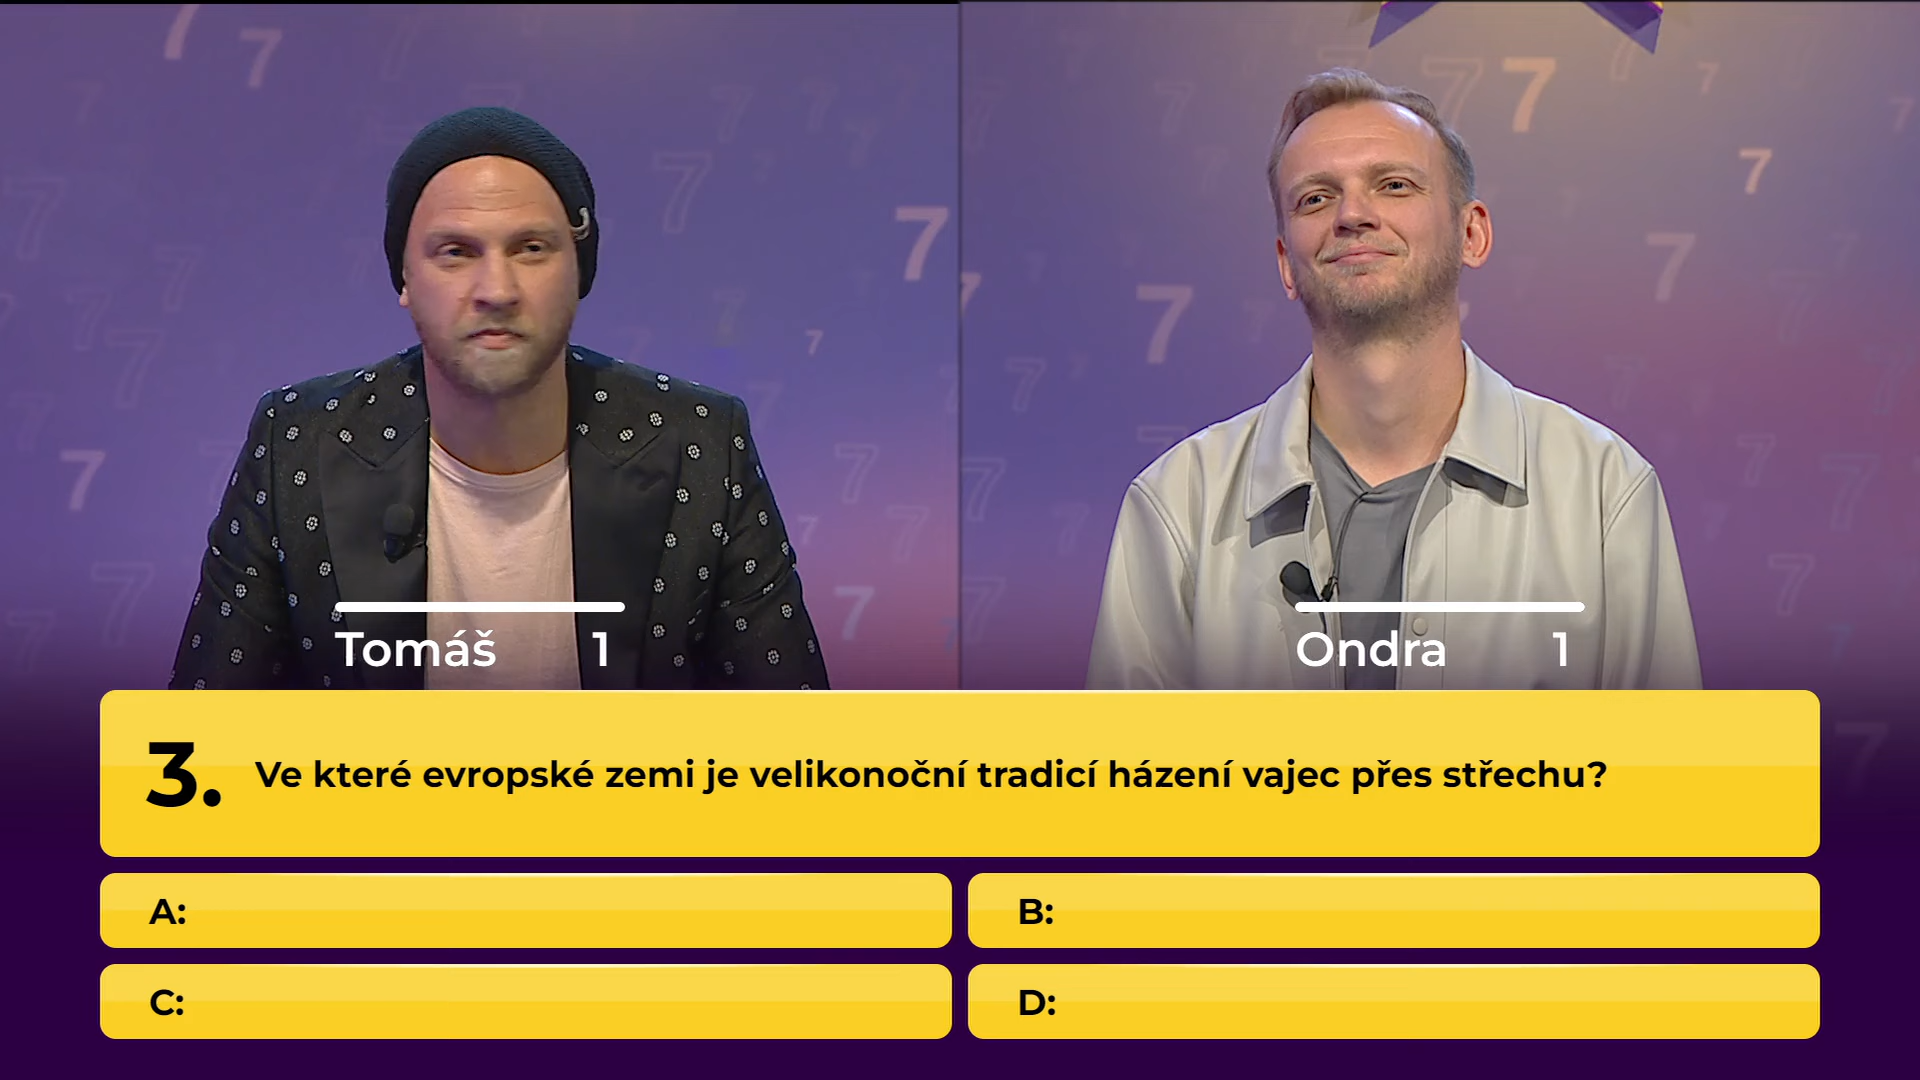 Tomáš 1
Ondra 1
3. Ve které evropské zemi je velikonoční tradicí házení vajec přes střechu?
A:
B:
C:
D: